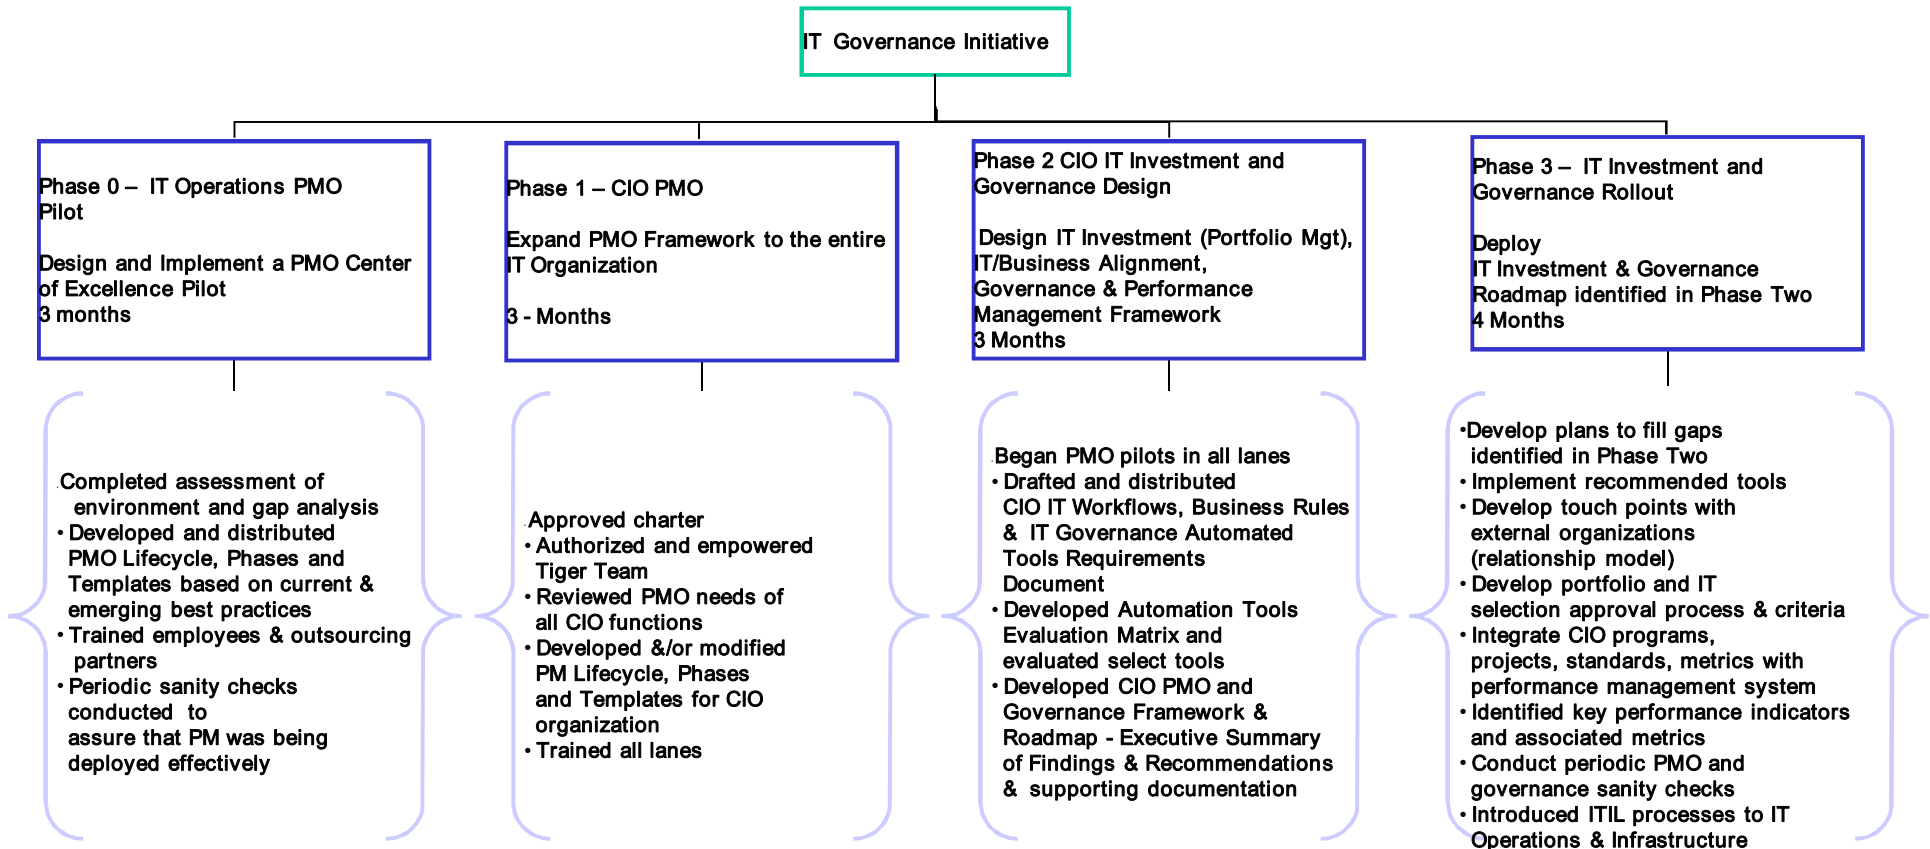 IT Governance Initiative
Phase 0 – IT Operations PMO
Pilot
Design and Implement a PMO Center
of Excellence Pilot
3 months
Phase 1 – CIO PMO
Expand PMO Framework to the entire
IT Organization
3 - Months
Phase 2 CIO IT Investment and
Governance Design
Design IT Investment (Portfolio Mgt),
IT/Business Alignment,
Governance & Performance
Management Framework
3 Months
Phase 3 – IT Investment and
Governance Rollout
Deploy
IT Investment & Governance
Roadmap identified in Phase Two
4 Months
Completed assessment of
environment and gap analysis
• Developed and distributed
PMO Lifecycle, Phases and
Templates based on current &
emerging best practices
• Trained employees & outsourcing
partners
• Periodic sanity checks
conducted to
assure that PM was being
deployed effectively
Approved charter
• Authorized and empowered
Tiger Team
• Reviewed PMO needs of
all CIO functions
• Developed &/or modified
PM Lifecycle, Phases
and Templates for CIO
organization
• Trained all lanes
Began PMO pilots in all lanes
• Drafted and distributed
CIO IT Workflows, Business Rules
& IT Governance Automated
Tools Requirements
Document
• Developed Automation Tools
Evaluation Matrix and
evaluated select tools
• Developed CIO PMO and
Governance Framework &
Roadmap - Executive Summary
of Findings & Recommendations
& supporting documentation
• Develop plans to fill gaps
identified in Phase Two
• Implement recommended tools
• Develop touch points with
external organizations
(relationship model)
• Develop portfolio and IT
selection approval process & criteria
• Integrate CIO programs,
projects, standards, metrics with
performance management system
• Identified key performance indicators
and associated metrics
• Conduct periodic PMO and
governance sanity checks
• Introduced ITIL processes to IT
Operations & Infrastructure